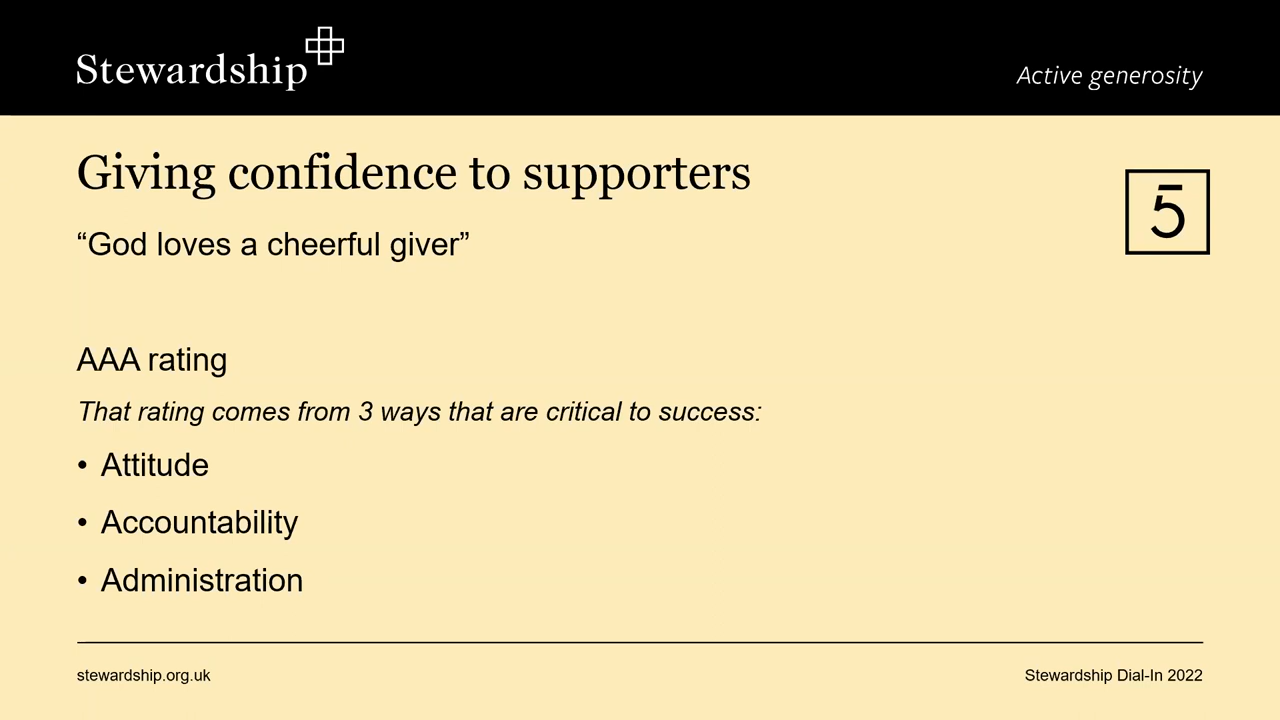 Stewardship
Active generosity
Giving confidence to supporters
5
“God loves a cheerful giver”
AAA rating
That rating comes from 3 ways that are critical to success:
• Attitude
• Accountability
• Administration
stewardship.org.uk
Stewardship Dial-In 2022